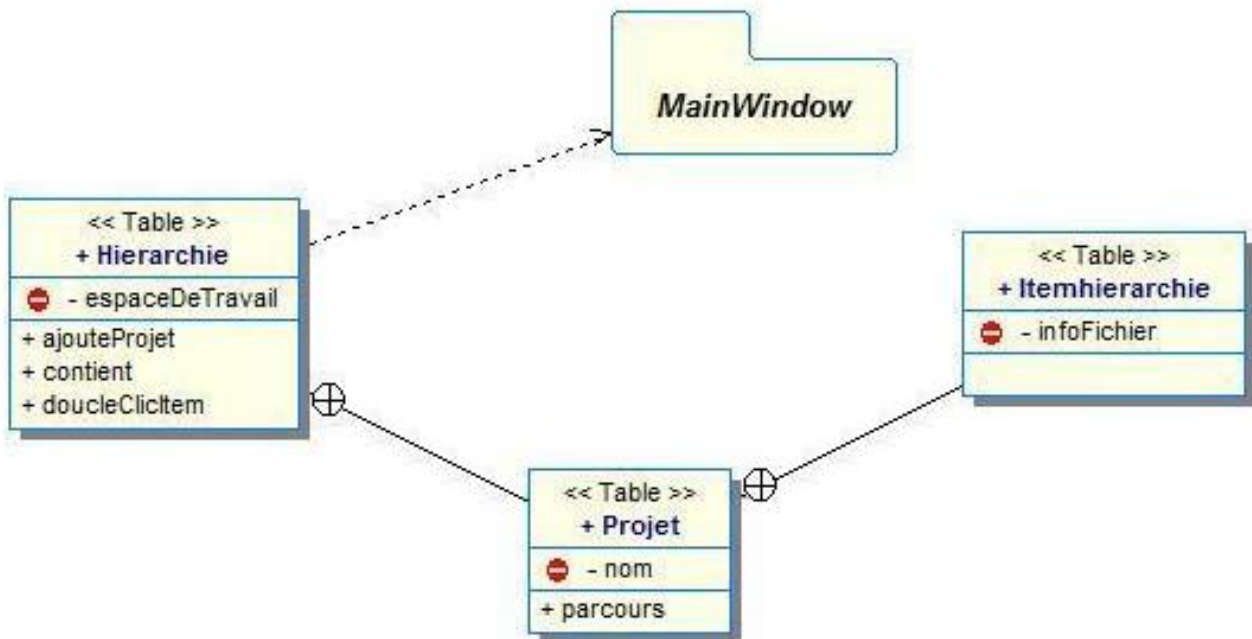 MainWindow
<< Table >>
+ Hierarchie
- espaceDeTravail
+ ajouteProjet
+ contient
+ doucleClicItem
<< Table >>
+ Itemhierarchie
- infoFichier
<< Table >>
+ Projet
- nom
+ parcours